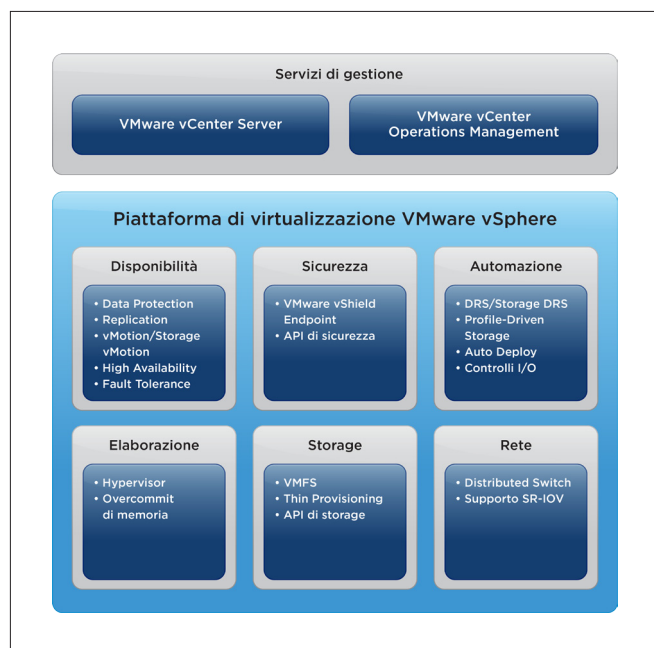 Servizi di gestione
VMware vCenter Server
VMware vCenter
Operations Management
Piattaforma di virtualizzazione VMware vSphere
Disponibilità
• Data Protection
• Replication
• vMotion/Storage
vMotion
• High Availability
• Fault Tolerance
Sicurezza
• VMware vShield
Endpoint
• API di sicurezza
Automazione
• DRS/Storage DRS
• Profile-Driven
Storage
• Auto Deploy
• Controlli I/O
Elaborazione
• Hypervisor
• Overcommit
di memoria
Storage
• VMFS
• Thin Provisioning
• API di storage
Rete
• Distributed Switch
• Supporto SR-IOV